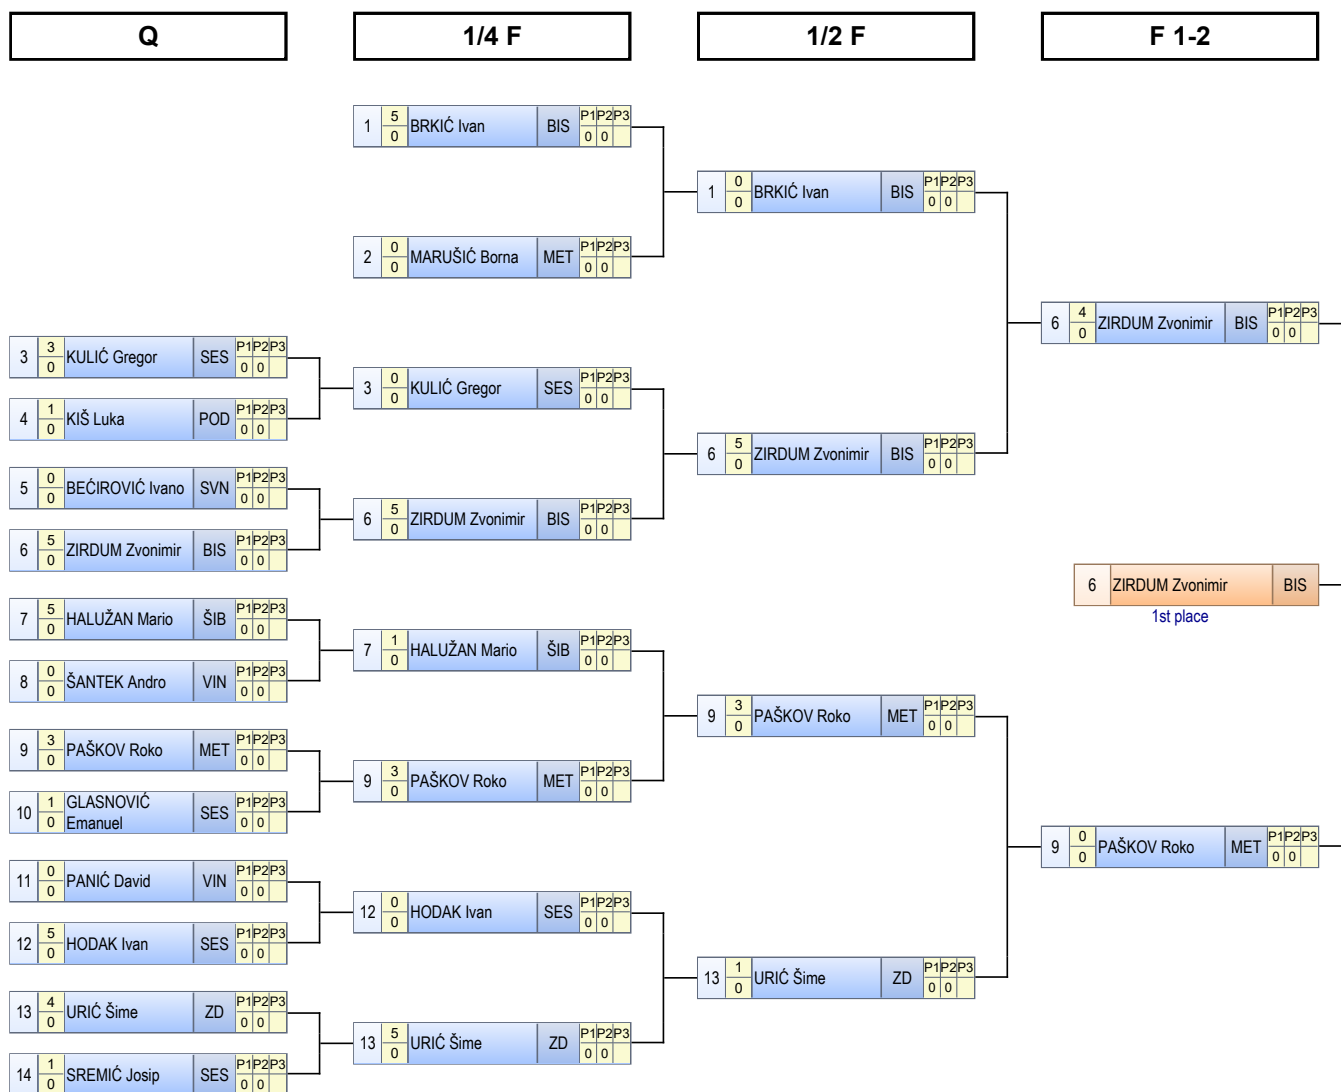 Q
1/4 F
1/2 F
F 1-2
1 5 0 BRKIĆ Ivan BIS P1 P2 P3 0 0
2 0 0 MARUŠIĆ Borna MET P1 P2 P3 0 0
3 3 0 KULIĆ Gregor SES P1 P2 P3 0 0
4 1 0 KIŠ Luka POD P1 P2 P3 0 0
5 0 0 BEĆIROVIĆ Ivano SVN P1 P2 P3 0 0
6 5 0 ZIRDUM Zvonimir BIS P1 P2 P3 0 0
7 5 0 HALUŽAN Mario ŠIB P1 P2 P3 0 0
8 0 0 ŠANTEK Andro VIN P1 P2 P3 0 0
9 3 0 PAŠKOV Roko MET P1 P2 P3 0 0
10 1 0 GLASNOVIĆ
Emanuel SES P1 P2 P3 0 0
11 0 0 PANIĆ David VIN P1 P2 P3 0 0
12 5 0 HODAK Ivan SES P1 P2 P3 0 0
13 4 0 URIĆ Šime ZD P1 P2 P3 0 0
14 1 0 SREMIĆ Josip SES P1 P2 P3 0 0
3 0 0 KULIĆ Gregor SES P1 P2 P3 0 0
6 5 0 ZIRDUM Zvonimir BIS P1 P2 P3 0 0
7 1 0 HALUŽAN Mario ŠIB P1 P2 P3 0 0
9 3 0 PAŠKOV Roko MET P1 P2 P3 0 0
12 0 0 HODAK Ivan SES P1 P2 P3 0 0
13 5 0 URIĆ Šime ZD P1 P2 P3 0 0
1 0 0 BRKIĆ Ivan BIS P1 P2 P3 0 0
6 5 0 ZIRDUM Zvonimir BIS P1 P2 P3 0 0
9 3 0 PAŠKOV Roko MET P1 P2 P3 0 0
13 1 0 URIĆ Šime ZD P1 P2 P3 0 0
6 4 0 ZIRDUM Zvonimir BIS P1 P2 P3 0 0
6 ZIRDUM Zvonimir BIS
1st place
9 0 0 PAŠKOV Roko MET P1 P2 P3 0 0